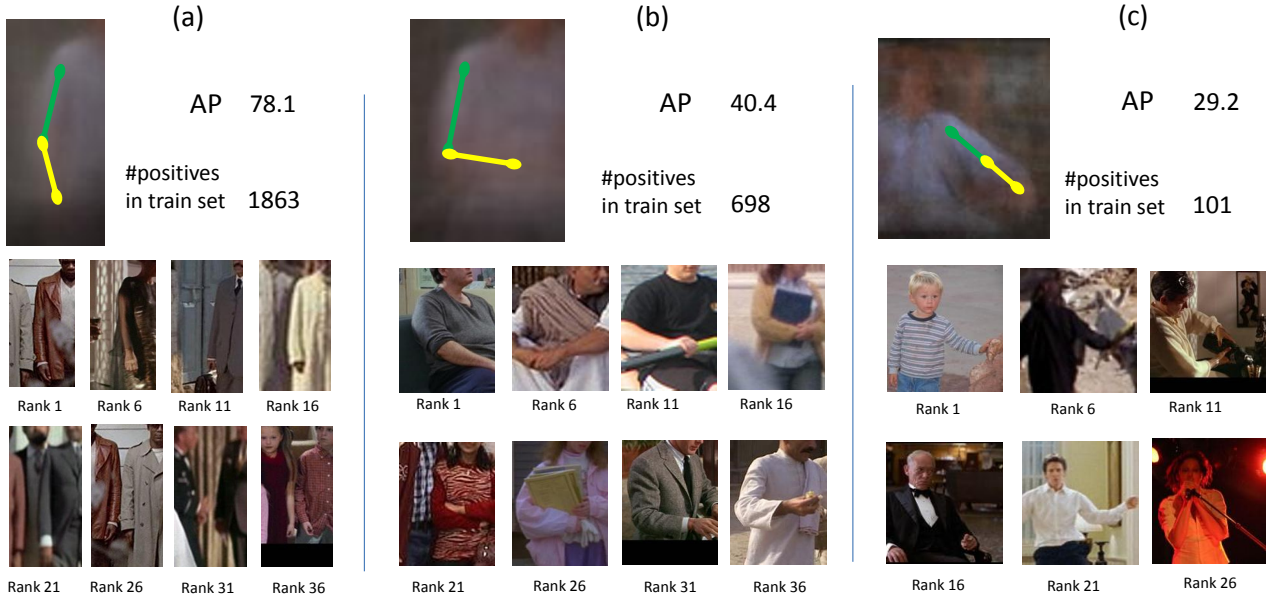 (a)
AP 78.1
#positives
in train set 1863
Rank 1 Rank 6 Rank 11 Rank 16
Rank 21 Rank 26 Rank 31 Rank 36
(b)
AP 40.4
#positives
in train set 698
Rank 1 Rank 6 Rank 11 Rank 16
Rank 21 Rank 26 Rank 31 Rank 36
(c)
AP 29.2
#positives
in train set 101
Rank 1 Rank 6 Rank 11
Rank 16 Rank 21 Rank 26